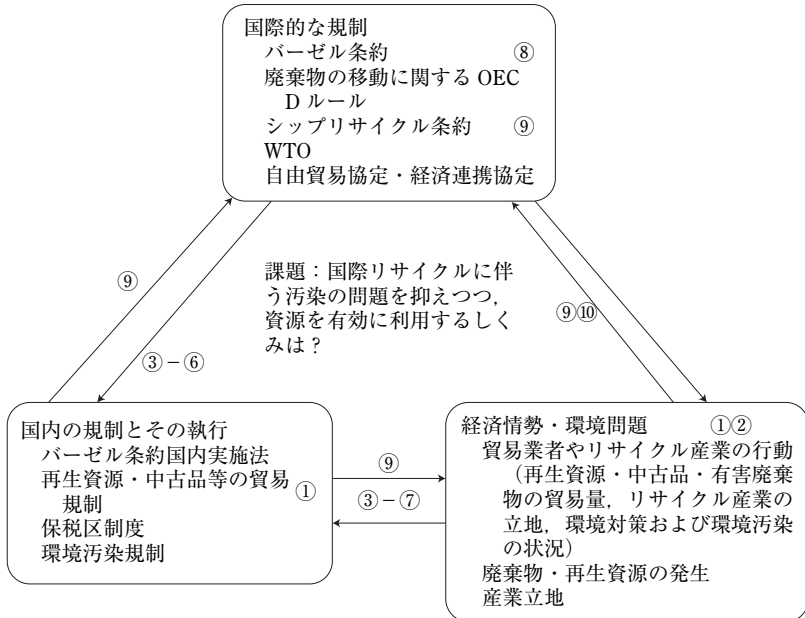 国際的な規制
バーゼル条約 ⑧
廃棄物の移動に関する OEC
D ルール
シップリサイクル条約 ⑨
WTO
自由貿易協定・経済連携協定
⑨
課題：国際リサイクルに伴
う汚染の問題を抑えつつ，
資源を有効に利用するしく
みは？
⑨⑩
③－⑥
国内の規制とその執行
バーゼル条約国内実施法
再生資源・中古品等の貿易
規制 ①
保税区制度
環境汚染規制
⑨
③－⑦
経済情勢・環境問題 ①②
貿易業者やリサイクル産業の行動
（再生資源・中古品・有害廃棄
物の貿易量，リサイクル産業の
立地，環境対策および環境汚染
の状況）
廃棄物・再生資源の発生
産業立地